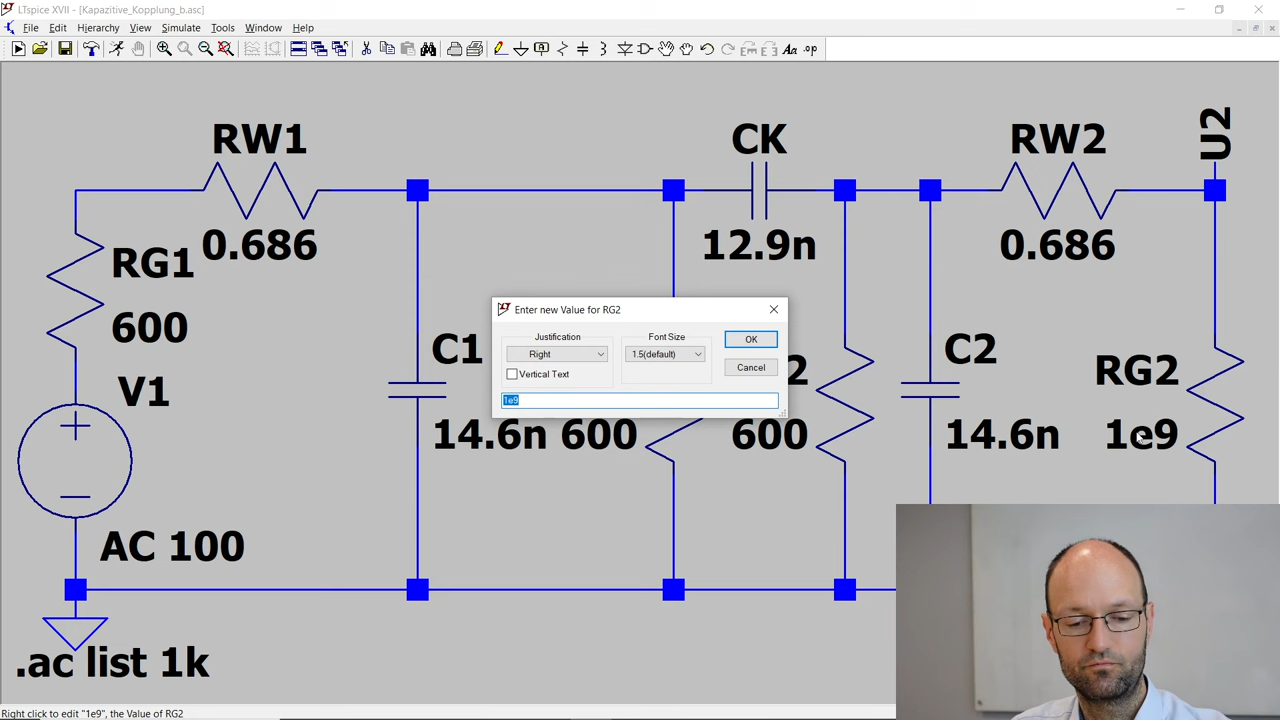 LTspice XVII - [Kapazitive_Kopplung_b.asc]
File Edit Hierarchy View Simulate Tools Window Help
Aa .op
RW1
0.686
RG1
600
V1
AC 100
.ac list 1k
C1
14.6n
600
CK
12.9n
2
600
C2
14.6n
RW2
0.686
U2
RG2
1e9
Enter new Value for RG2
Justification
Right
Vertical Text
Font Size
1.5(default)
OK
Cancel
1e9
Right click to edit "1e9", the Value of RG2